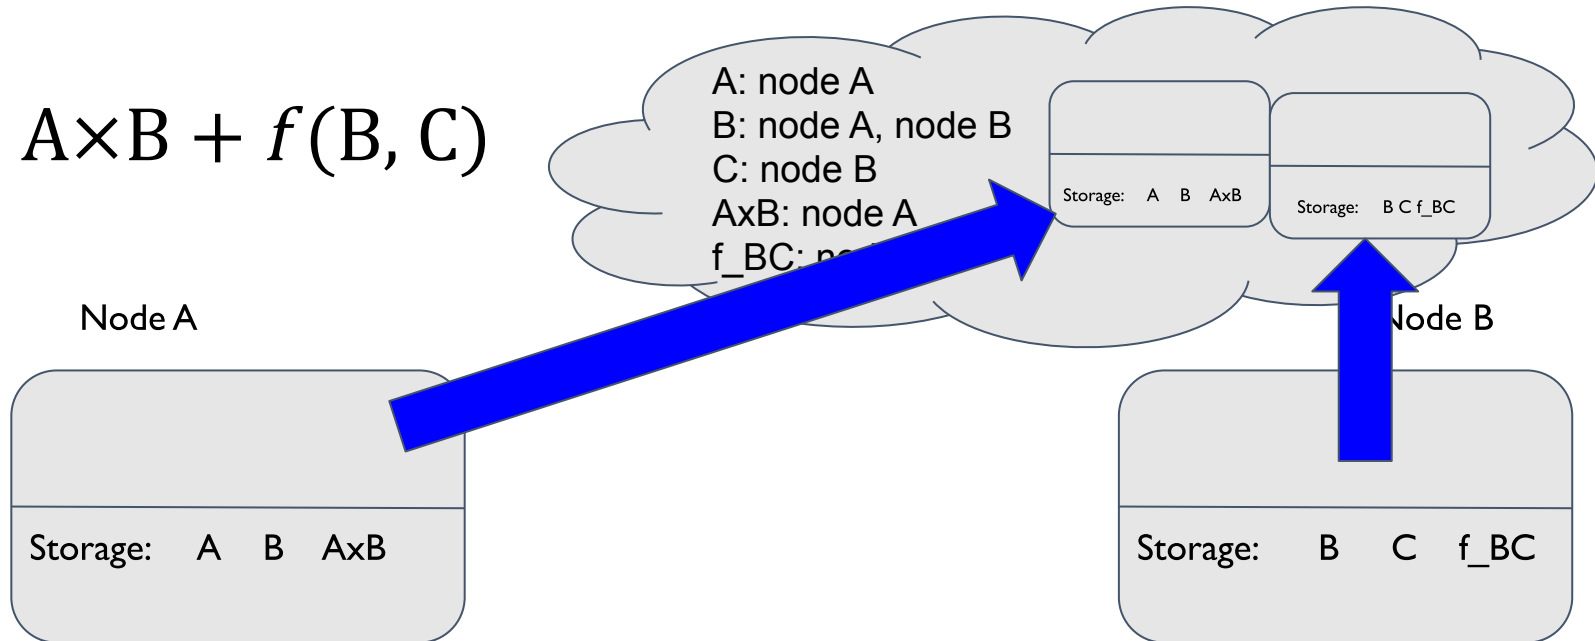 A×B + f(B, C)
A: node A
B: node A, node B
C: node B
AxB: node A
f_BC:
Storage: A B AxB
Storage: B C f_BC
Node A
Node B
Storage: A B AxB
Storage: B C f_BC